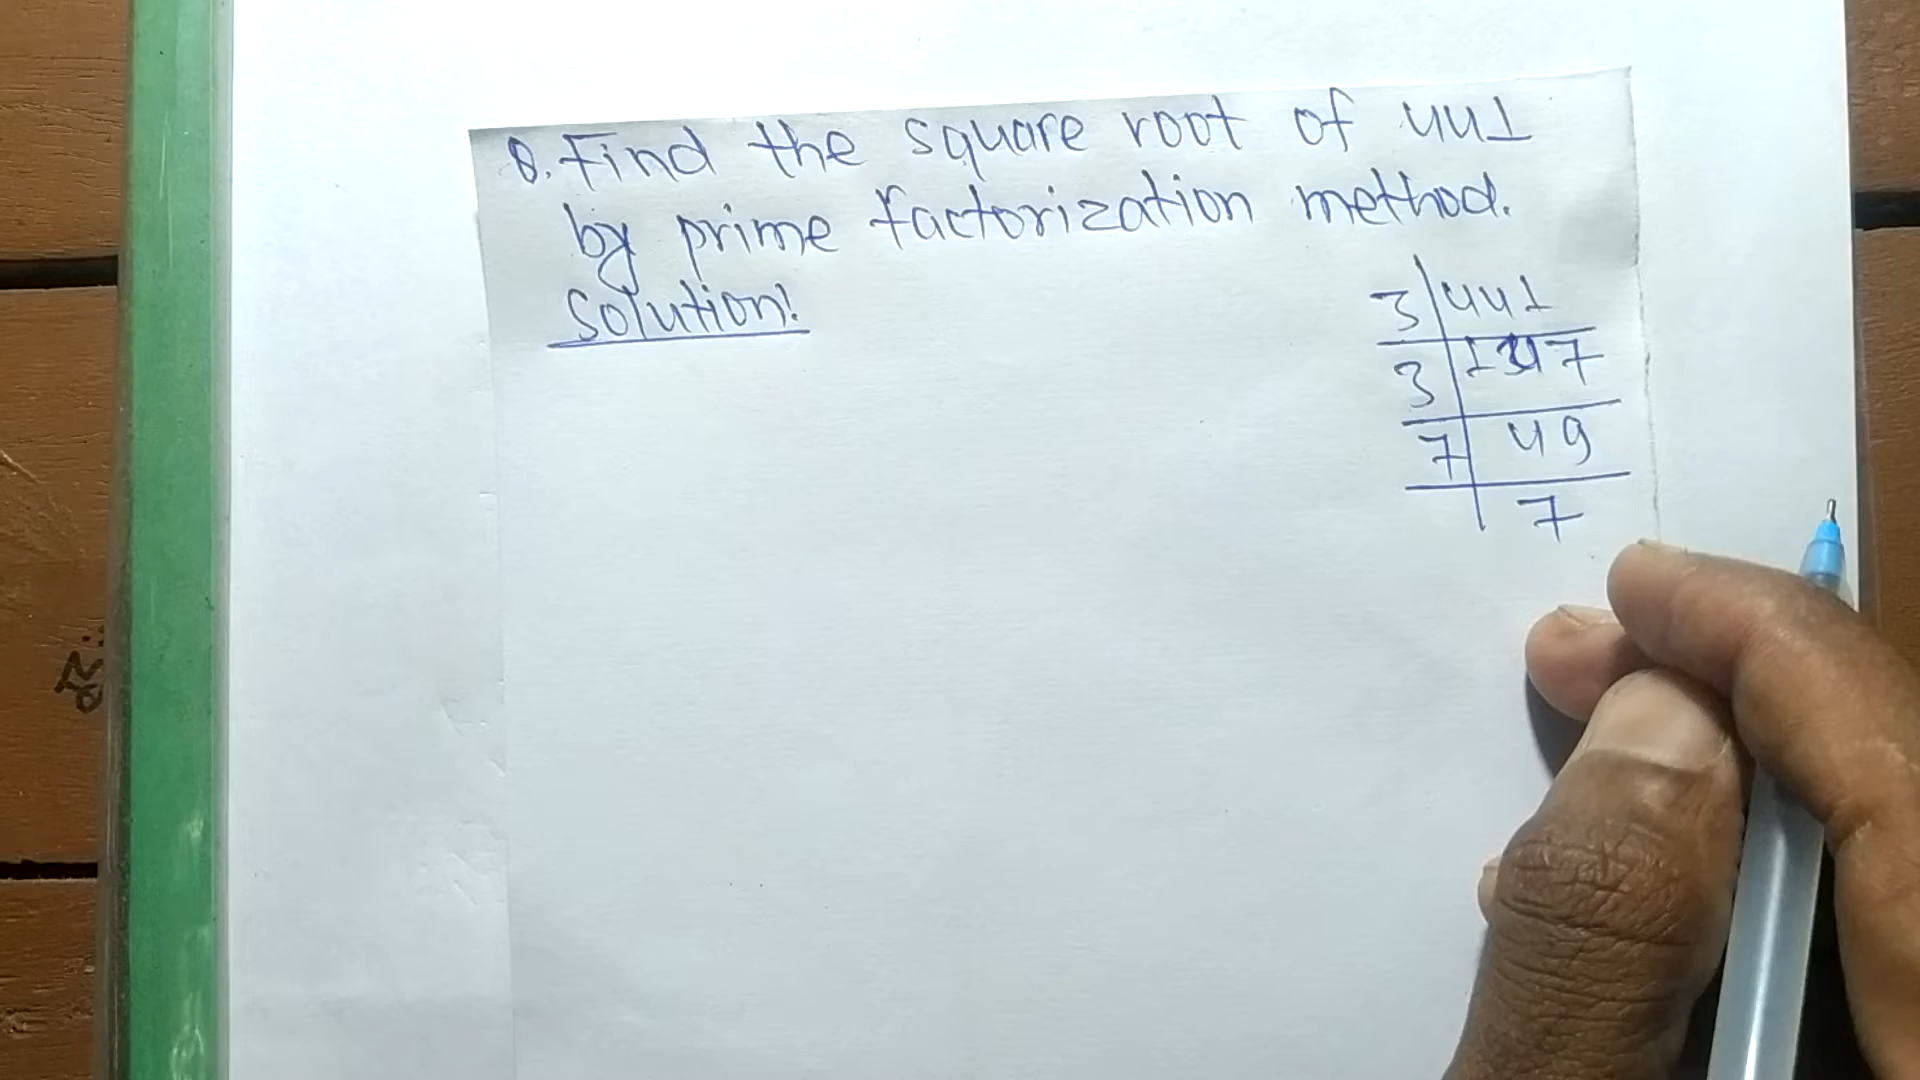 Q. Find the square root of 441
by prime factorization method.
Solution!
3 441
3 147
7 49
7